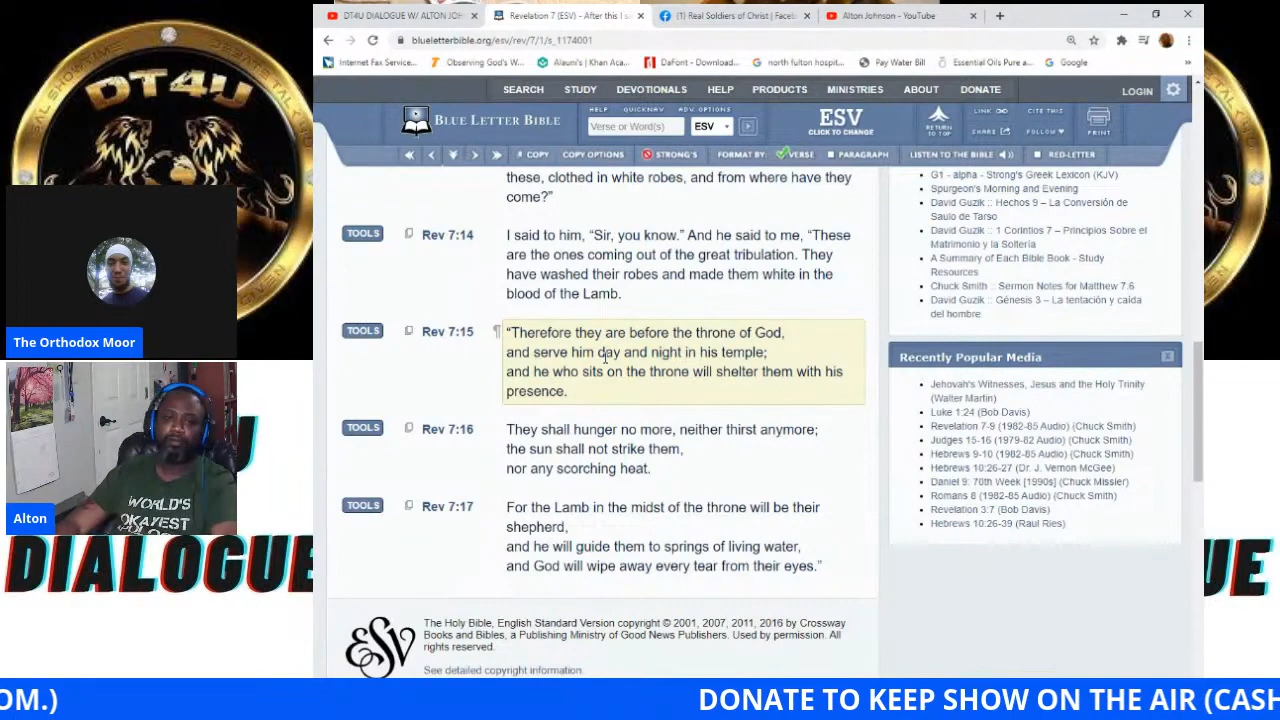 DT4U DIALOGUE W/ ALTON JOH
Revelation 7 (ESV) - After this I sa
(1) Real Soldiers of Christ | Faceb
Alton Johnson - YouTube
blueletterbible.org/esv/rev/7/1/s_1174001
Internet Fax Service...
Observing God's W...
Alaumi's | Khan Aca...
DaFont - Download...
north fulton hospit...
Pay Water Bill
Essential Oils Pure a...
Google
SEARCH STUDY DEVOTIONALS HELP PRODUCTS MINISTRIES ABOUT DONATE
LOGIN
BLUE LETTER BIBLE
HELP QUICKNAV ADV. OPTIONS
Verse or Word(s)
ESV
ESV
CLICK TO CHANGE
RETURN
TO TOP
LINK
CITE THIS
SHARE
FOLLOW
PRINT
COPY COPY OPTIONS STRONG'S FORMAT BY: VERSE PARAGRAPH LISTEN TO THE BIBLE RED-LETTER
DT4U
these, clothed in white robes, and from where have they
come?”
TOOLS
Rev 7:14
I said to him, “Sir, you know.” And he said to me, “These
are the ones coming out of the great tribulation. They
have washed their robes and made them white in the
blood of the Lamb.
TOOLS
Rev 7:15
¶
“Therefore they are before the throne of God,
and serve him day and night in his temple;
and he who sits on the throne will shelter them with his
presence.
TOOLS
Rev 7:16
They shall hunger no more, neither thirst anymore;
the sun shall not strike them,
nor any scorching heat.
TOOLS
Rev 7:17
For the Lamb in the midst of the throne will be their
shepherd,
and he will guide them to springs of living water,
and God will wipe away every tear from their eyes.”
ESV
The Holy Bible, English Standard Version copyright © 2001, 2007, 2011, 2016 by Crossway
Books and Bibles, a Publishing Ministry of Good News Publishers. Used by permission. All
rights reserved.
See detailed copyright information.
G1 - alpha - Strong's Greek Lexicon (KJV)
Spurgeon's Morning and Evening
David Guzik :: Hechos 9 – La Conversión de
Saulo de Tarso
David Guzik :: 1 Corintios 7 – Principios Sobre el
Matrimonio y la Soltería
A Summary of Each Bible Book - Study
Resources
Chuck Smith :: Sermon Notes for Matthew 7:6
David Guzik :: Génesis 3 – La tentación y caída
del hombre
Recently Popular Media
Jehovah's Witnesses, Jesus and the Holy Trinity
(Walter Martin)
Luke 1:24 (Bob Davis)
Revelation 7-9 (1982-85 Audio) (Chuck Smith)
Judges 15-16 (1979-82 Audio) (Chuck Smith)
Hebrews 9-10 (1982-85 Audio) (Chuck Smith)
Hebrews 10:26-27 (Dr. J. Vernon McGee)
Daniel 9: 70th Week [1990s] (Chuck Missler)
Romans 8 (1982-85 Audio) (Chuck Smith)
Revelation 3:7 (Bob Davis)
Hebrews 10:26-39 (Raul Ries)
The Orthodox Moor
WORLD'S
OKAYEST
Alton
DIALOGUE
OM.)
DONATE TO KEEP SHOW ON THE AIR (CASH